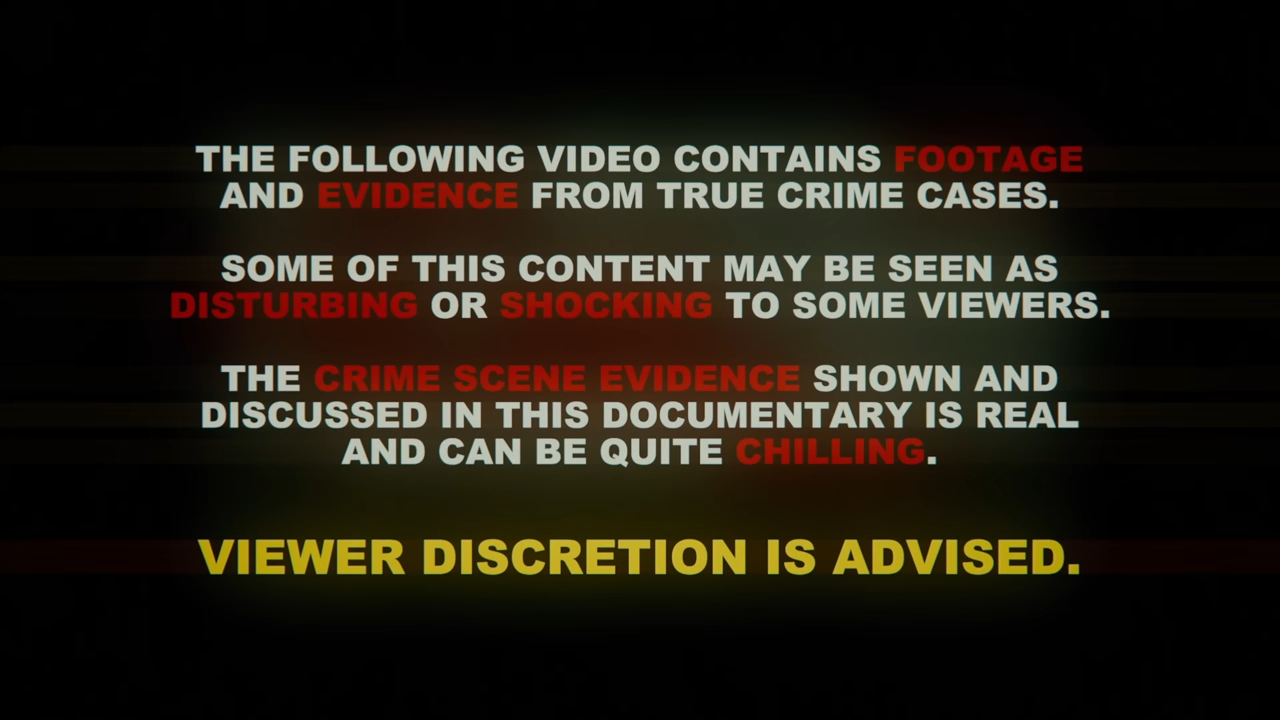 THE FOLLOWING VIDEO CONTAINS FOOTAGE
AND EVIDENCE FROM TRUE CRIME CASES.
SOME OF THIS CONTENT MAY BE SEEN AS
DISTURBING OR SHOCKING TO SOME VIEWERS.
THE CRIME SCENE EVIDENCE SHOWN AND
DISCUSSED IN THIS DOCUMENTARY IS REAL
AND CAN BE QUITE CHILLING.
VIEWER DISCRETION IS ADVISED.